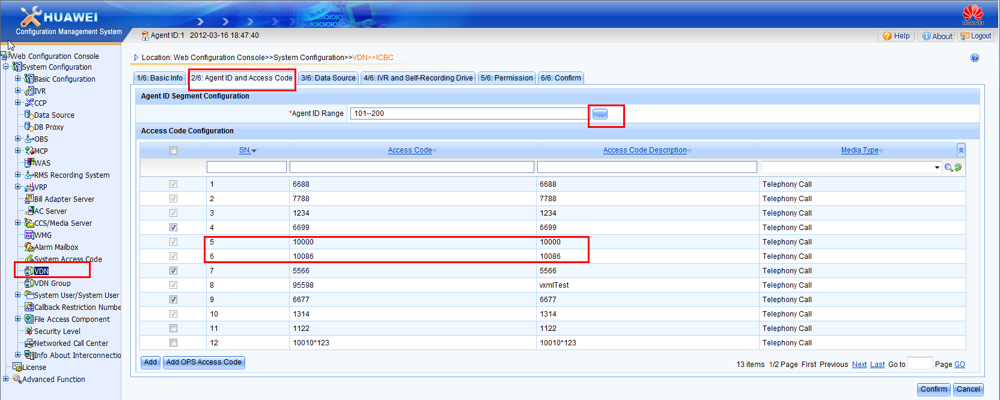 HUAWEI
Configuration Management System
HUAWEI
Agent ID:1 2012-03-16 18:47:40
Help
About
Logout
Web Configuration Console
System Configuration
Basic Configuration
IVR
CCP
Data Source
DB Proxy
OBS
MCP
WAS
RMS Recording System
VRP
Bill Adapter Server
AC Server
CCS/Media Server
WMG
Alarm Mailbox
System Access Code
VDN
VDN Group
System User/System User
Callback Restriction Numbe
File Access Component
Security Level
Networked Call Center
Info About Interconnectio
License
Advanced Function
Location: Web Configuration Console>>System Configuration>>VDN>>ICBC
1/6: Basic Info
2/6: Agent ID and Access Code
3/6: Data Source
4/6: IVR and Self-Recording Drive
5/6: Permission
6/6: Confirm
Agent ID Segment Configuration
*Agent ID Range 101--200 ...
Access Code Configuration
SN. Access Code Access Code Description Media Type
1 6688 6688 Telephony Call
2 7788 7788 Telephony Call
3 1234 1234 Telephony Call
4 6699 6699 Telephony Call
5 10000 10000 Telephony Call
6 10086 10086 Telephony Call
7 5566 5566 Telephony Call
8 95598 vxmlTest Telephony Call
9 6677 6677 Telephony Call
10 1314 1314 Telephony Call
11 1122 1122 Telephony Call
12 10010*123 10010*123 Telephony Call
Add Add OPS Access Code
13 items 1/2 Page First Previous Next Last Go to Page GO
Confirm Cancel